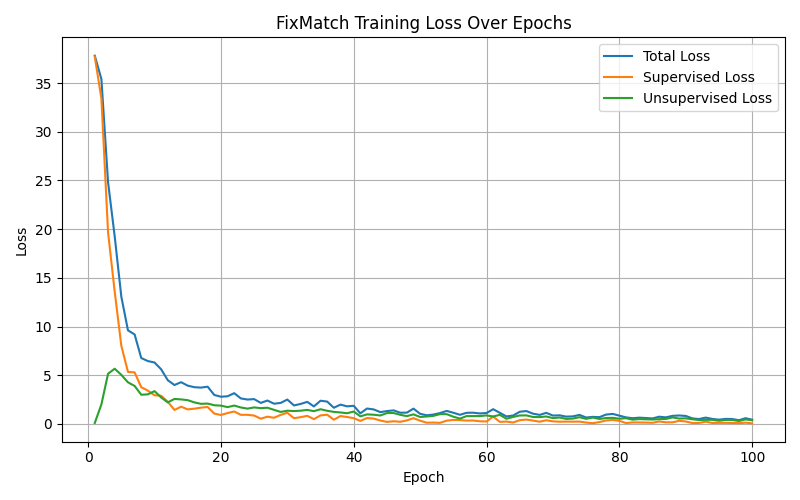 FixMatch Training Loss Over Epochs
Total Loss
Supervised Loss
Unsupervised Loss
Loss
35
30
25
20
15
10
5
0
0 20 40 60 80 100
Epoch